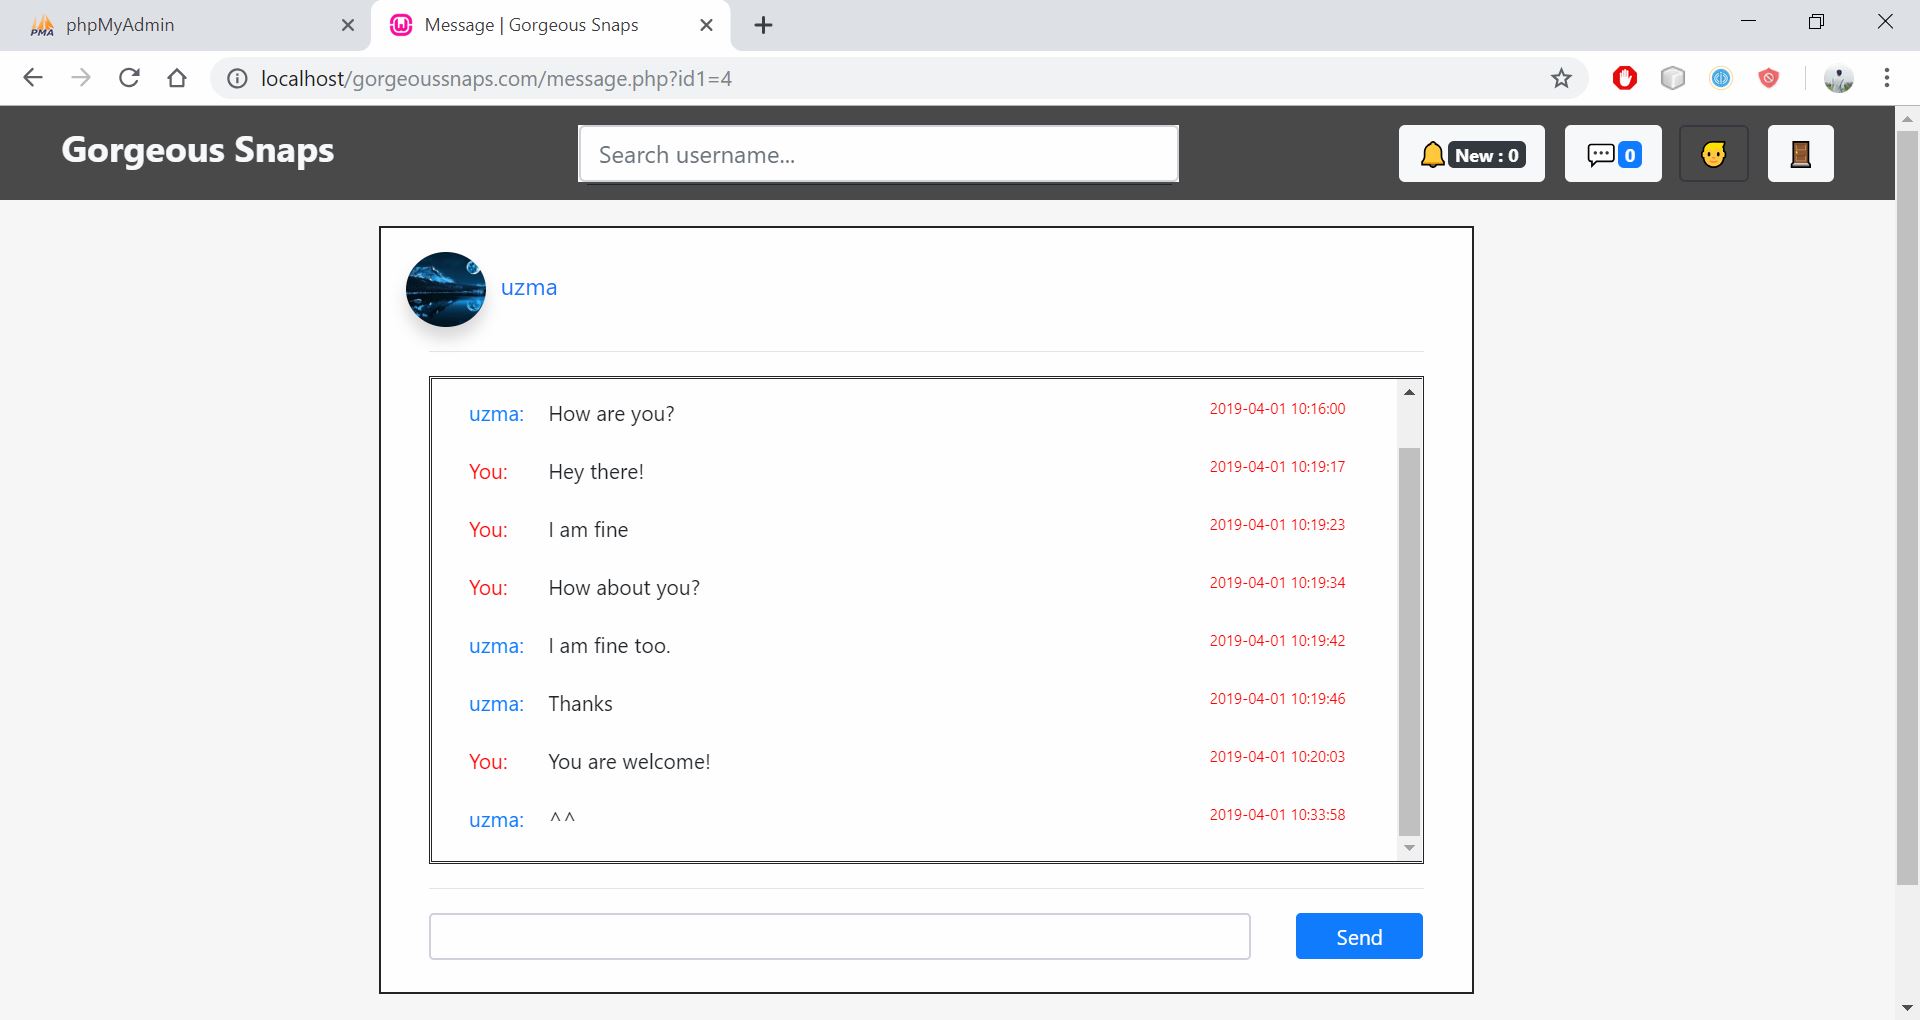 phpMyAdmin
Message | Gorgeous Snaps
localhost/gorgeoussnaps.com/message.php?id1=4
Gorgeous Snaps
Search username...
New : 0
0
uzma
uzma: How are you? 2019-04-01 10:16:00
You: Hey there! 2019-04-01 10:19:17
You: I am fine 2019-04-01 10:19:23
You: How about you? 2019-04-01 10:19:34
uzma: I am fine too. 2019-04-01 10:19:42
uzma: Thanks 2019-04-01 10:19:46
You: You are welcome! 2019-04-01 10:20:03
uzma: ^^ 2019-04-01 10:33:58
Send